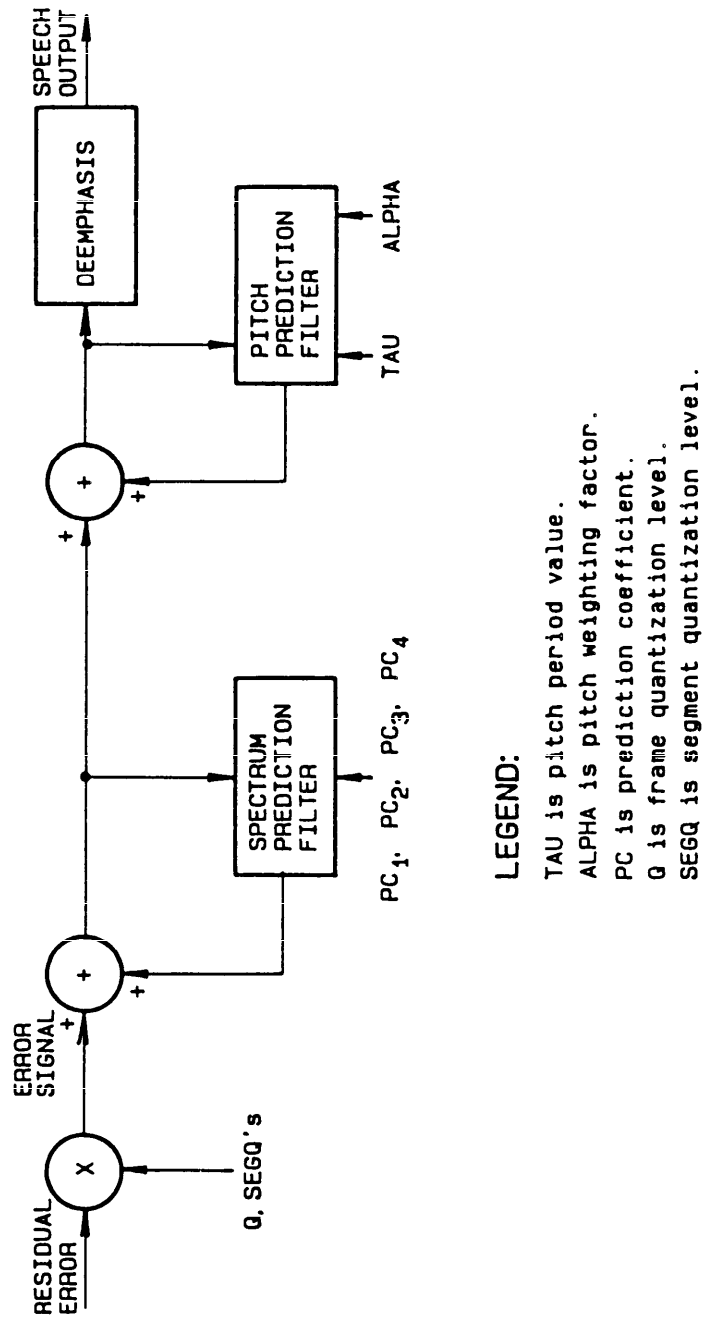 RESIDUAL
ERROR
X
Q, SEGQ's
ERROR
SIGNAL
+
+
+
SPECTRUM
PREDICTION
FILTER
PC1, PC2, PC3, PC4
+
+
+
PITCH
PREDICTION
FILTER
TAU
ALPHA
DEEMPHASIS
SPEECH
OUTPUT
LEGEND:
TAU is pitch period value.
ALPHA is pitch weighting factor.
PC is prediction coefficient.
Q is frame quantization level.
SEGQ is segment quantization level.